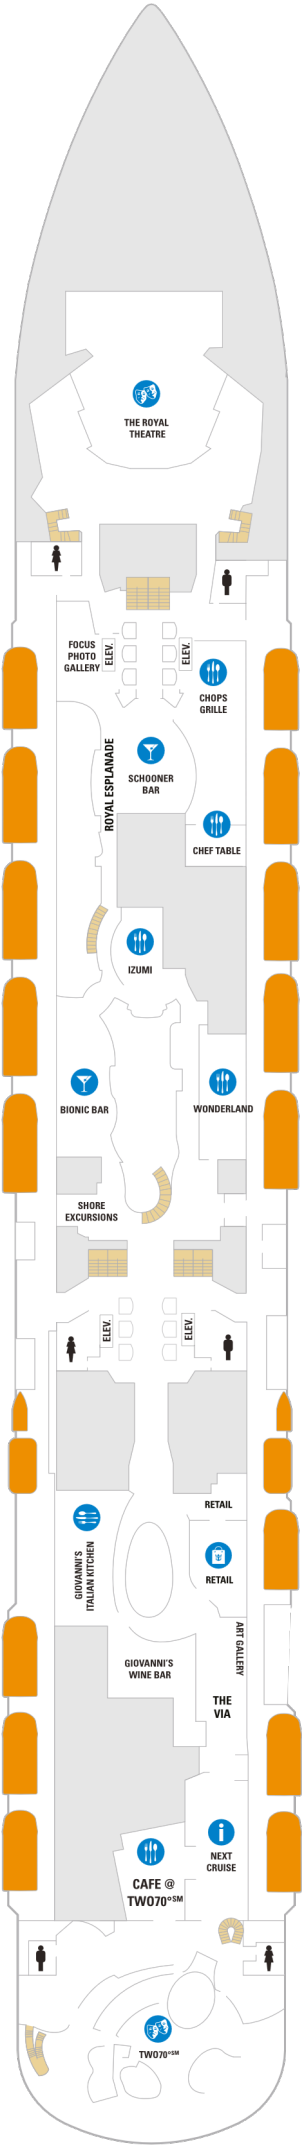 THE ROYAL
THEATRE
FOCUS
PHOTO
GALLERY
ELEV.
ELEV.
CHOPS
GRILLE
ROYAL ESPLANADE
SCHOONER
BAR
CHEF TABLE
IZUMI
BIONIC BAR
WONDERLAND
SHORE
EXCURSIONS
ELEV.
ELEV.
RETAIL
GIOVANNI'S
ITALIAN KITCHEN
RETAIL
ART GALLERY
GIOVANNI'S
WINE BAR
THE
VIA
NEXT
CRUISE
CAFE @
TWO70°SM
TWO70°SM